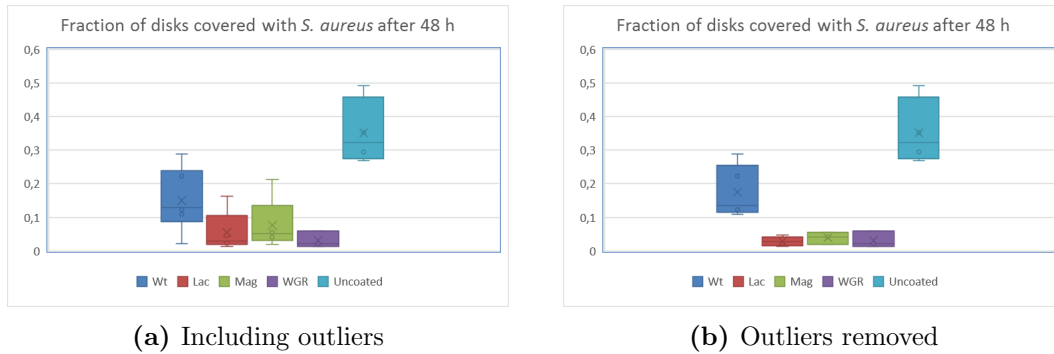 Fraction of disks covered with S. aureus after 48 h
0,6
0,5
0,4
0,3
0,2
0,1
0
Wt Lac Mag WGR Uncoated
(a) Including outliers
Fraction of disks covered with S. aureus after 48 h
0,6
0,5
0,4
0,3
0,2
0,1
0
Wt Lac Mag WGR Uncoated
(b) Outliers removed